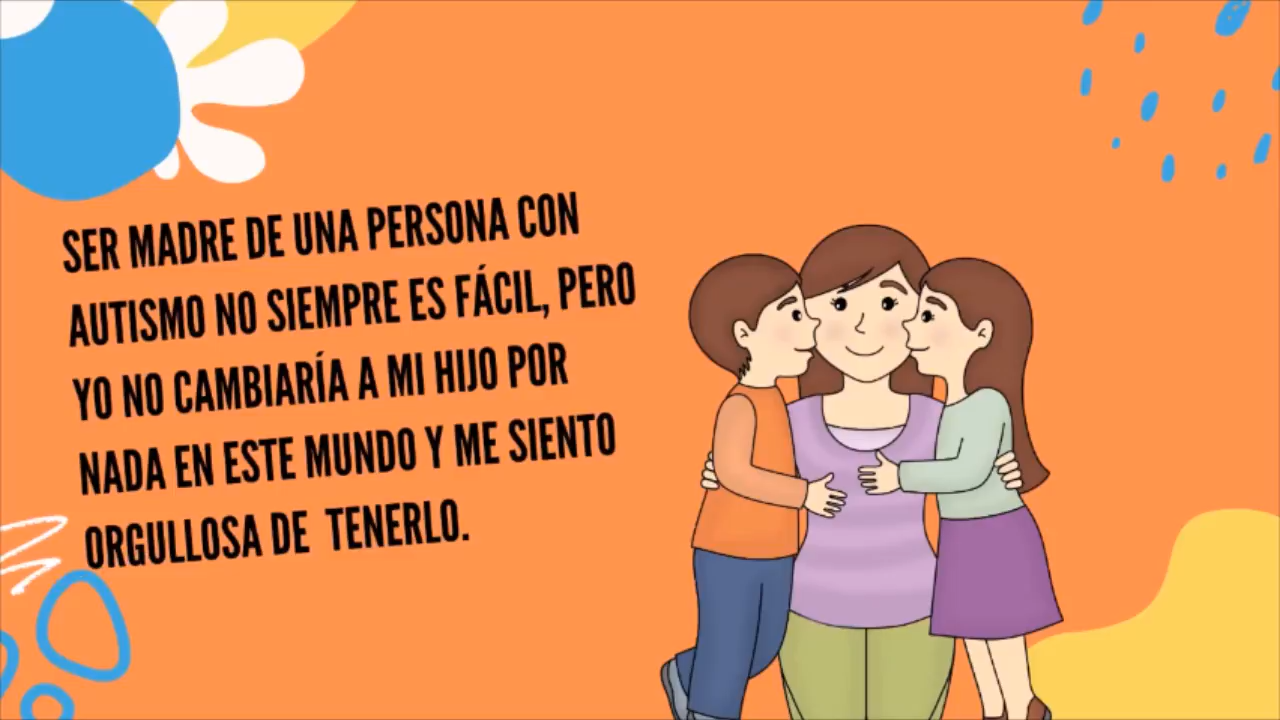 SER MADRE DE UNA PERSONA CON
AUTISMO NO SIEMPRE ES FÁCIL, PERO
YO NO CAMBIARÍA A MI HIJO POR
NADA EN ESTE MUNDO Y ME SIENTO
ORGULLOSA DE TENERLO.